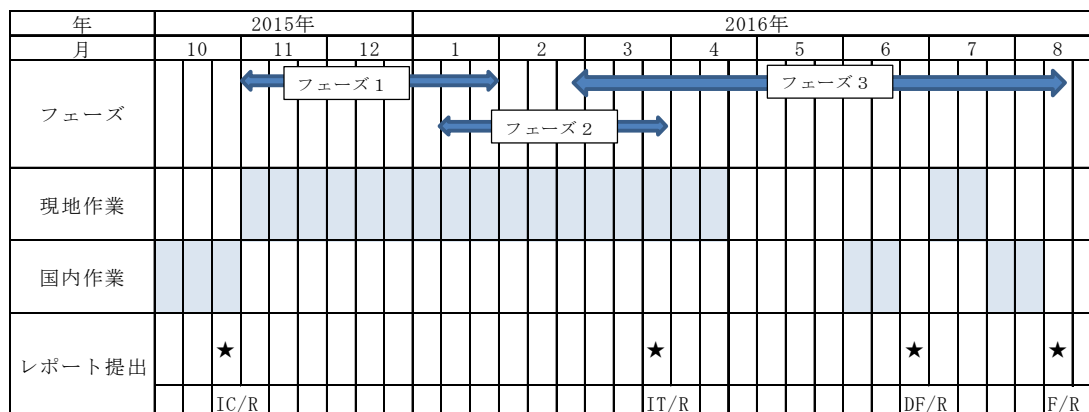 年 2015年 2016年
月 10 11 12 1 2 3 4 5 6 7 8
フェーズ
フェーズ１
フェーズ２
フェーズ３
現地作業
国内作業
レポート提出 ★ ★ ★ ★
IC/R IT/R DF/R F/R